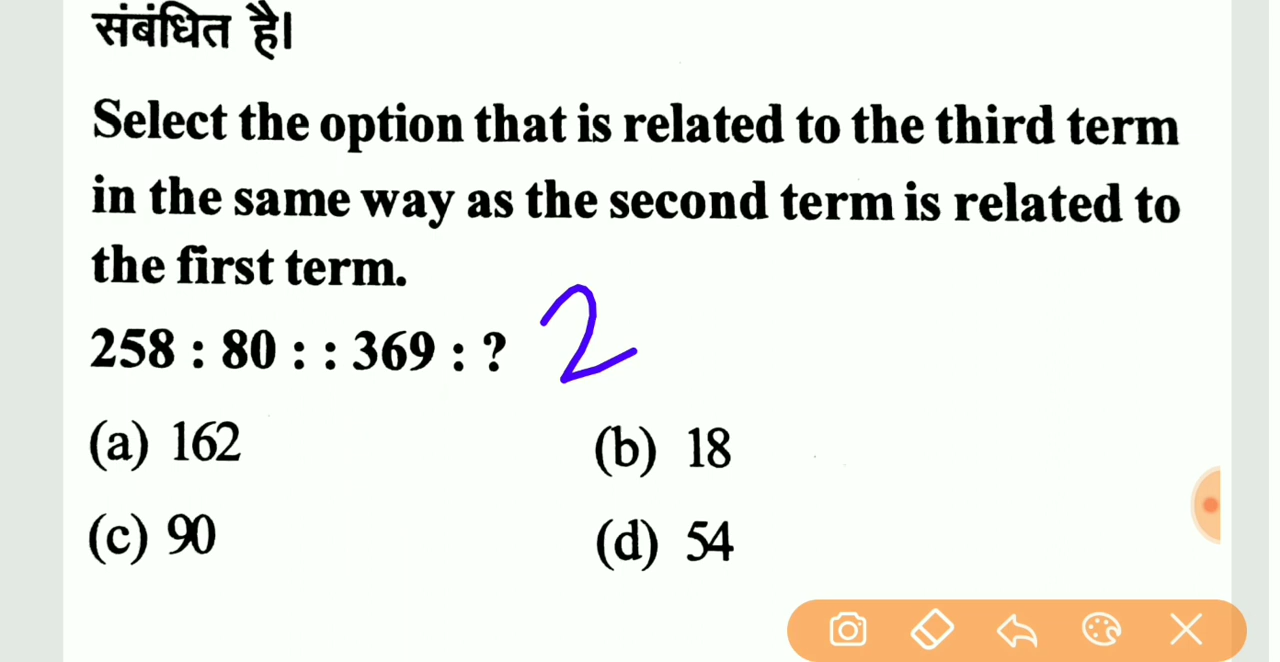 संबंधित है।
Select the option that is related to the third term
in the same way as the second term is related to
the first term.
258 : 80 : : 369 : ? 2
(a) 162 (b) 18
(c) 90 (d) 54